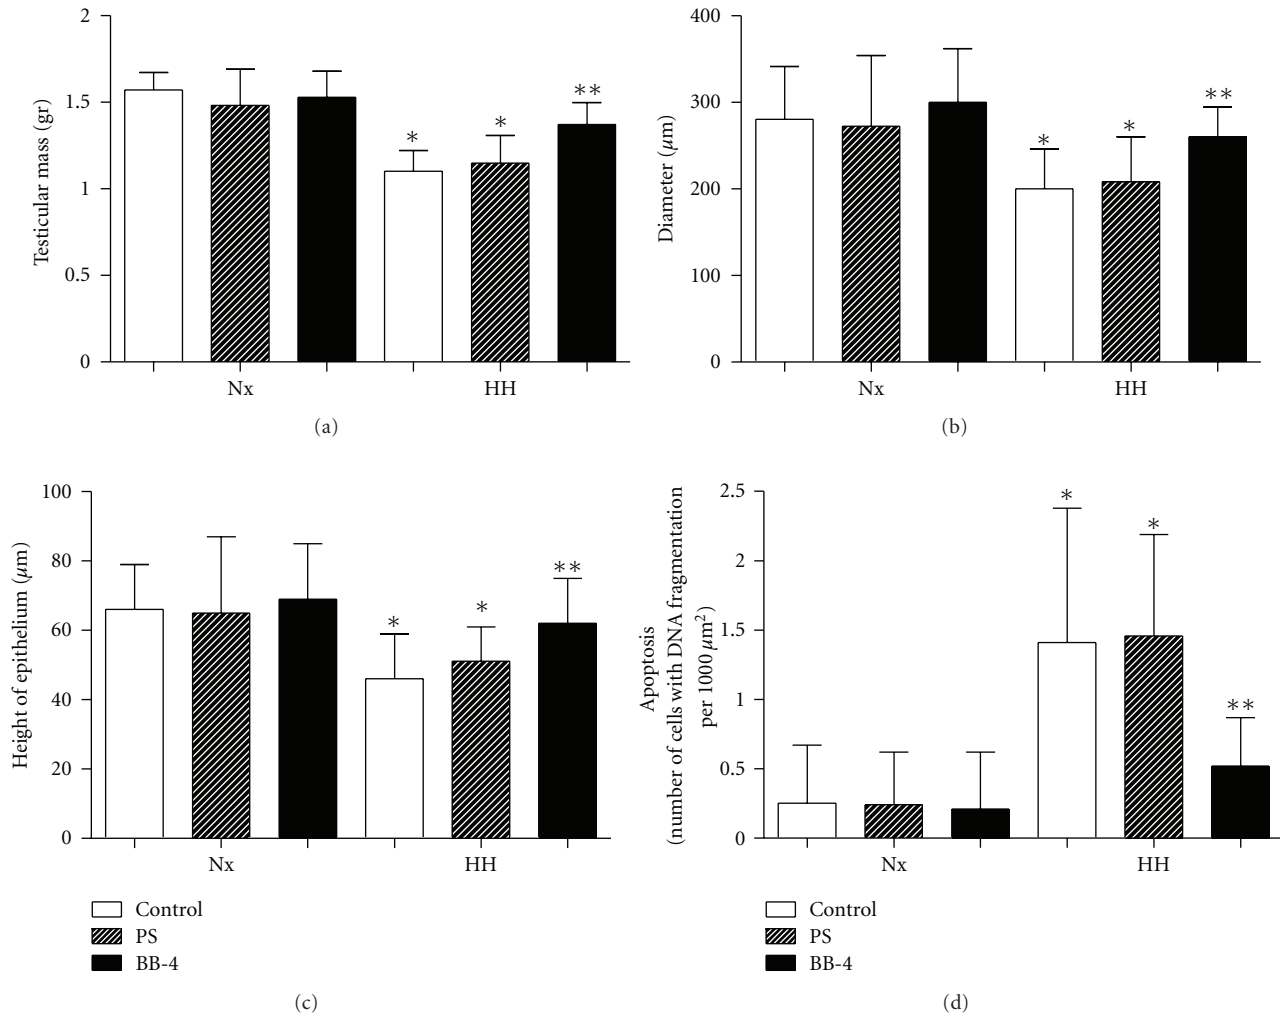 2
1.5
1
0.5
0
Testicular mass (gr)
*
*
**
Nx
HH
(a)
400
300
200
100
0
Diameter (μm)
*
*
**
Nx
HH
(b)
100
80
60
40
20
0
Height of epithelium (μm)
*
*
**
Nx
HH
Control
PS
BB-4
(c)
2.5
2
1.5
1
0.5
0
Apoptosis
(number of cells with DNA fragmentation
per 1000 μm²)
*
*
**
Nx
HH
Control
PS
BB-4
(d)